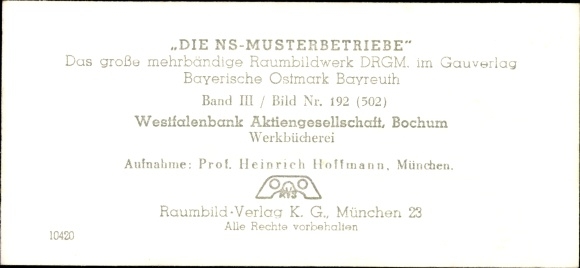 „DIE NS-MUSTERBETRIEBE"
Das große mehrbändige Raumbildwerk DRGM. im Gauverlag
Bayerische Ostmark Bayreuth
Band III / Bild Nr. 192 (502)
Westfalenbank Aktiengesellschaft, Bochum
Werkbücherei
Aufnahme: Prof. Heinrich Hoffmann, München.
RVS
Raumbild-Verlag K. G., München 23
Alle Rechte vorbehalten
10420